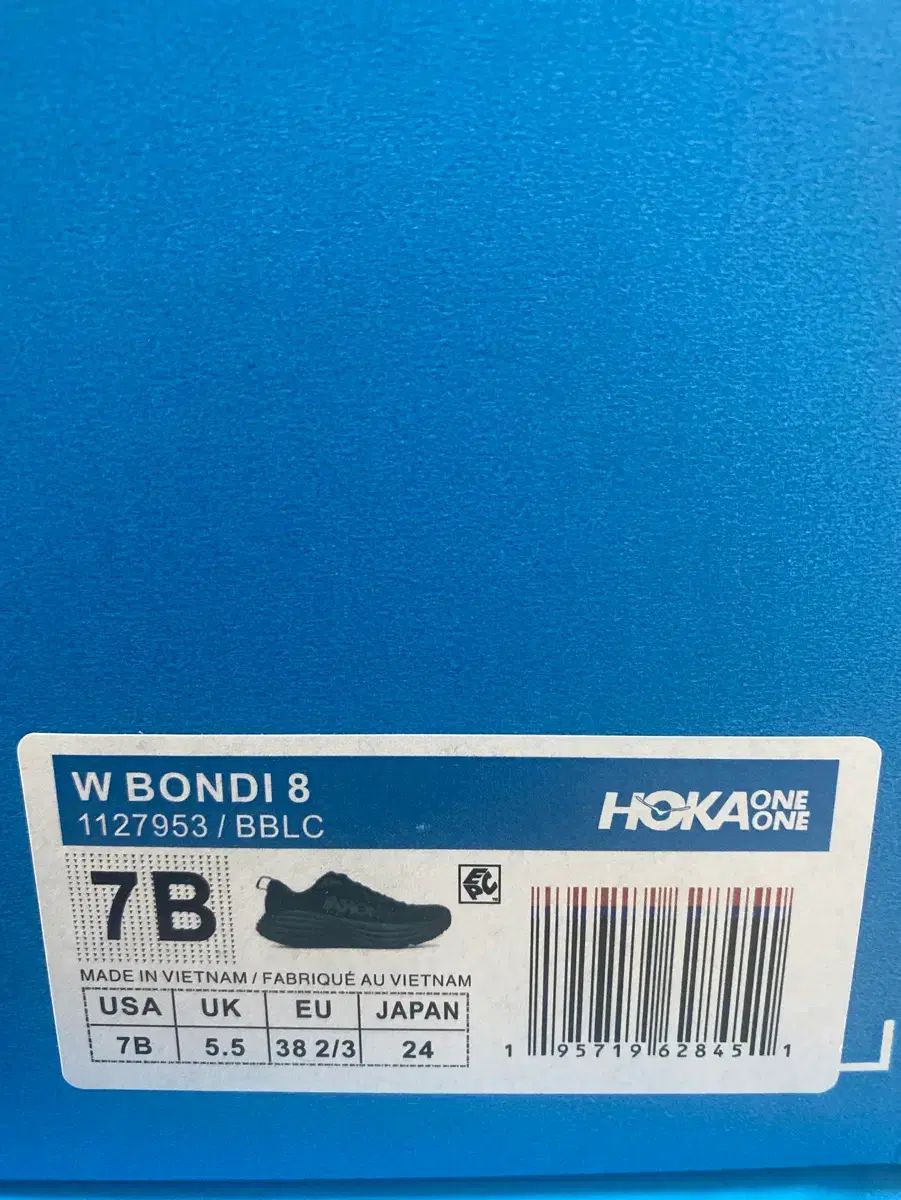 W BONDI 8
1127953 / BBLC
HOKA ONE ONE
7B
EPC
MADE IN VIETNAM / FABRIQUÉ AU VIETNAM
USA UK EU JAPAN
7B 5.5 38 2/3 24
1 95719 62845 1